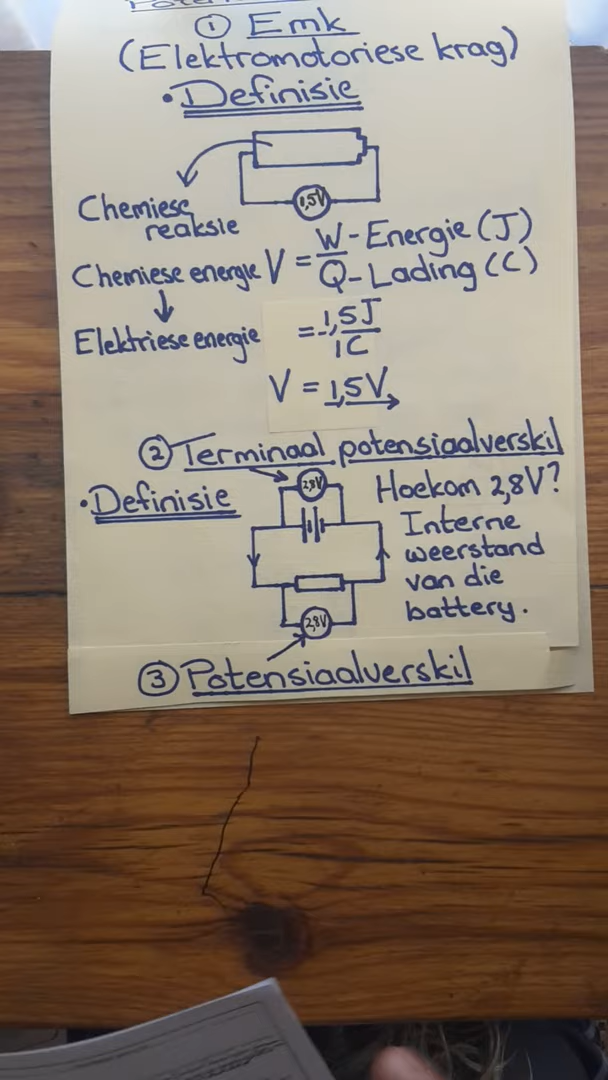 ① Emk
(Elektromotoriese krag)
• Definisie
1,5V
Chemiese
reaksie
Chemiese energie
↓
Elektriese energie
V = W - Energie (J)
Q - Lading (C)
= 1,5J
1C
V = 1,5V
② Terminaal potensiaalverskil
• Definisie
2,8V
Hoekom 2,8V?
Interne
weerstand
van die
battery.
2,8V
③ Potensiaalverskil